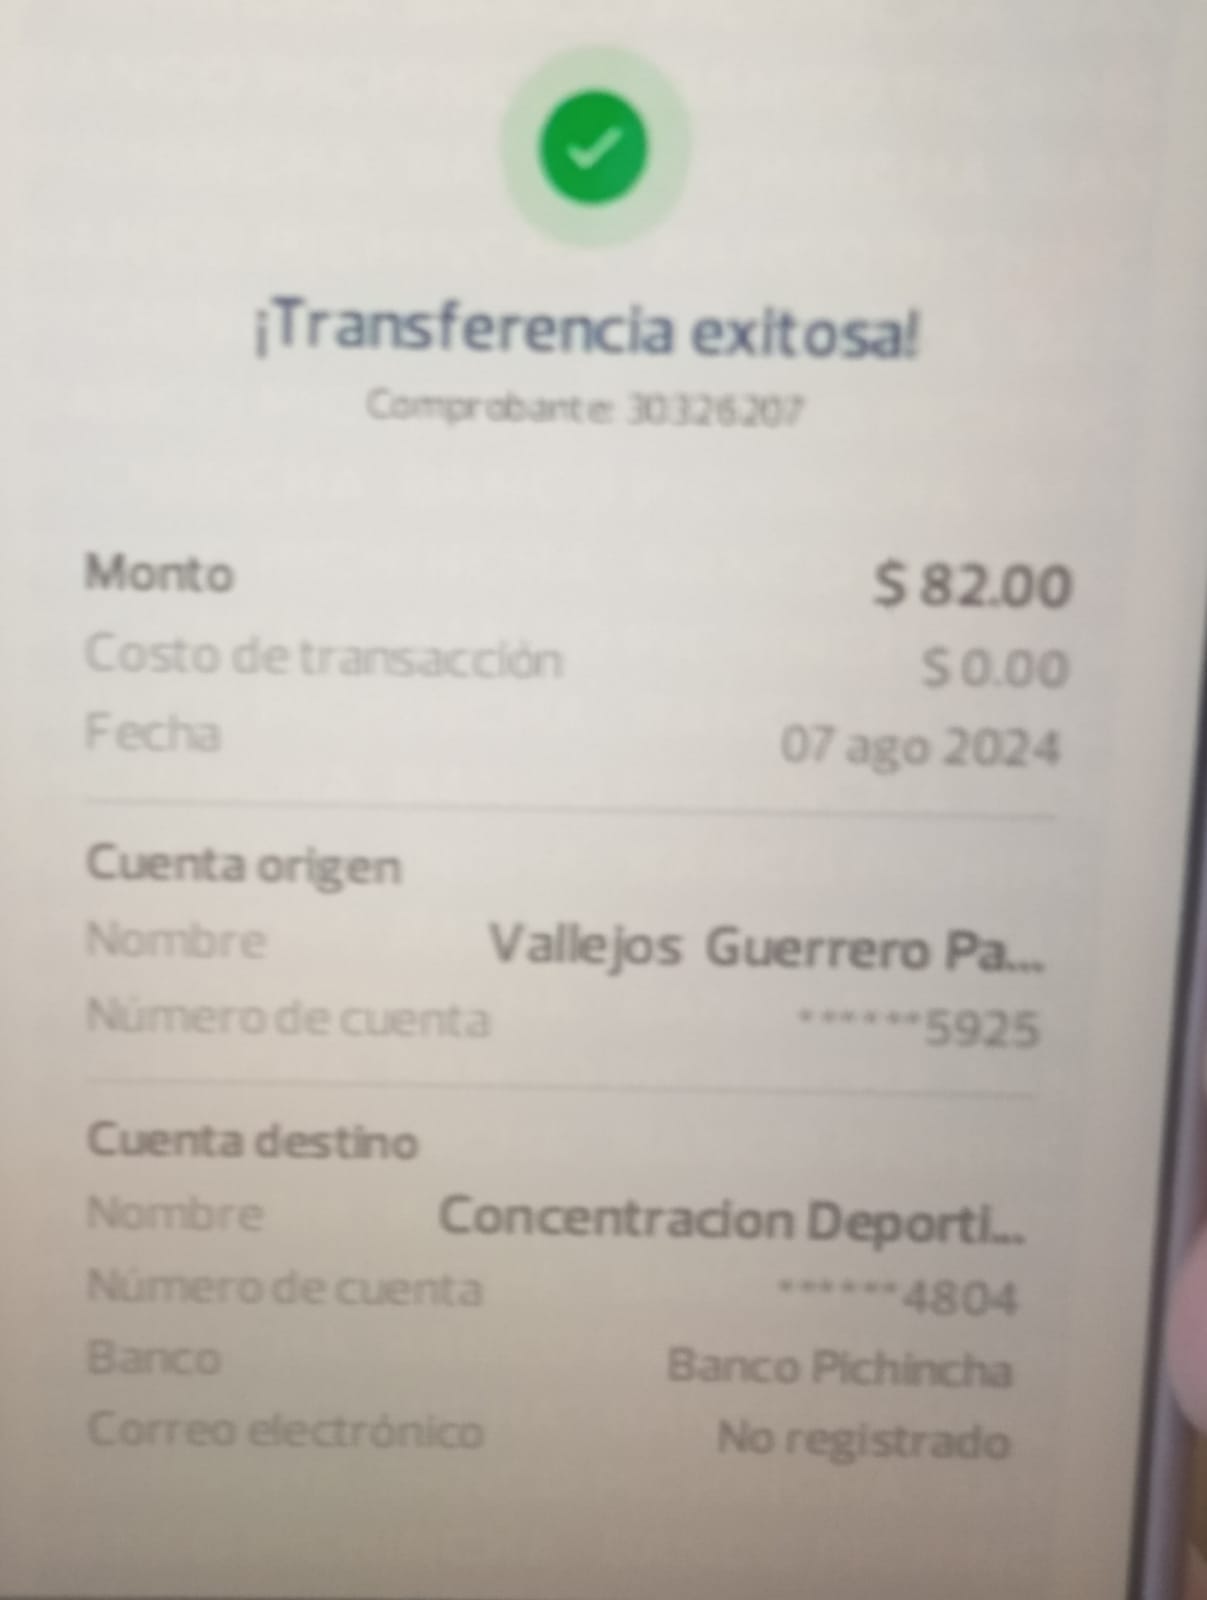 ¡Transferencia exitosa!
Comprobante: 30326207
Monto $ 82.00
Costo de transacción $ 0.00
Fecha 07 ago 2024
Cuenta origen
Nombre Vallejos Guerrero Pa...
Número de cuenta ******5925
Cuenta destino
Nombre Concentracion Deporti...
Número de cuenta ******4804
Banco Banco Pichincha
Correo electrónico No registrado